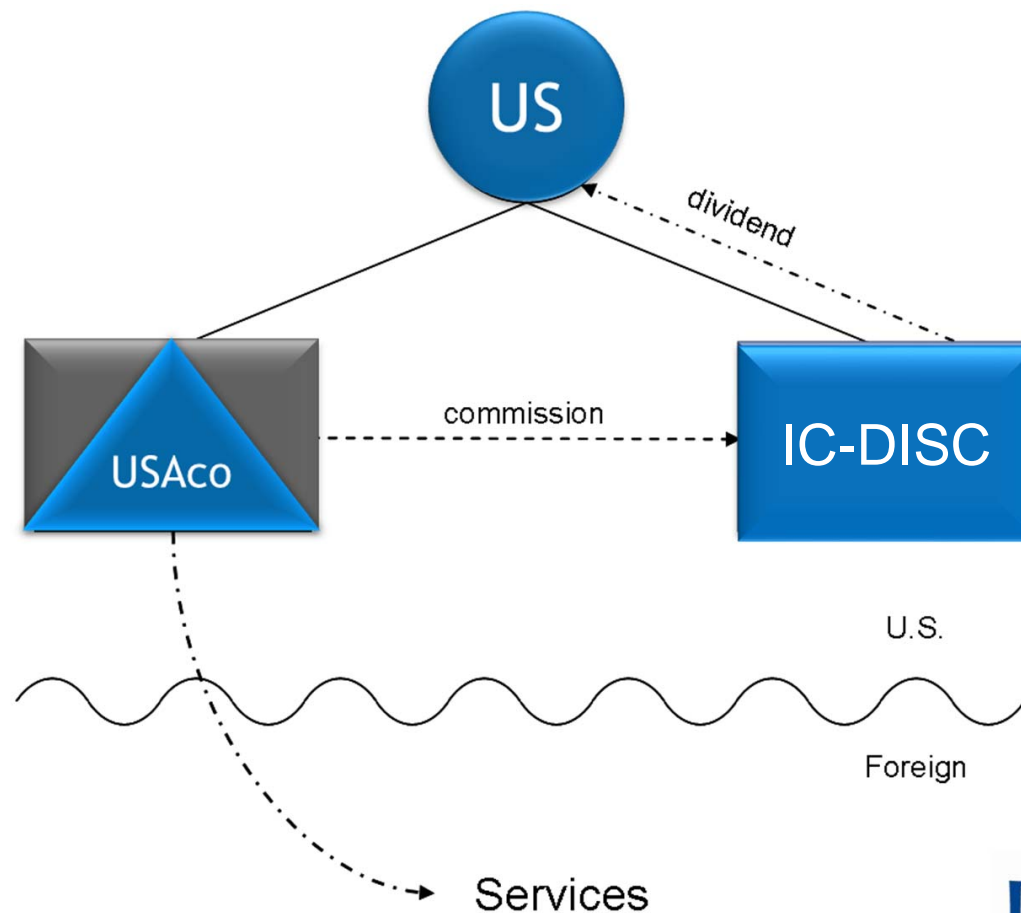 US
dividend
commission
USAco
IC-DISC
U.S.
Foreign
Services